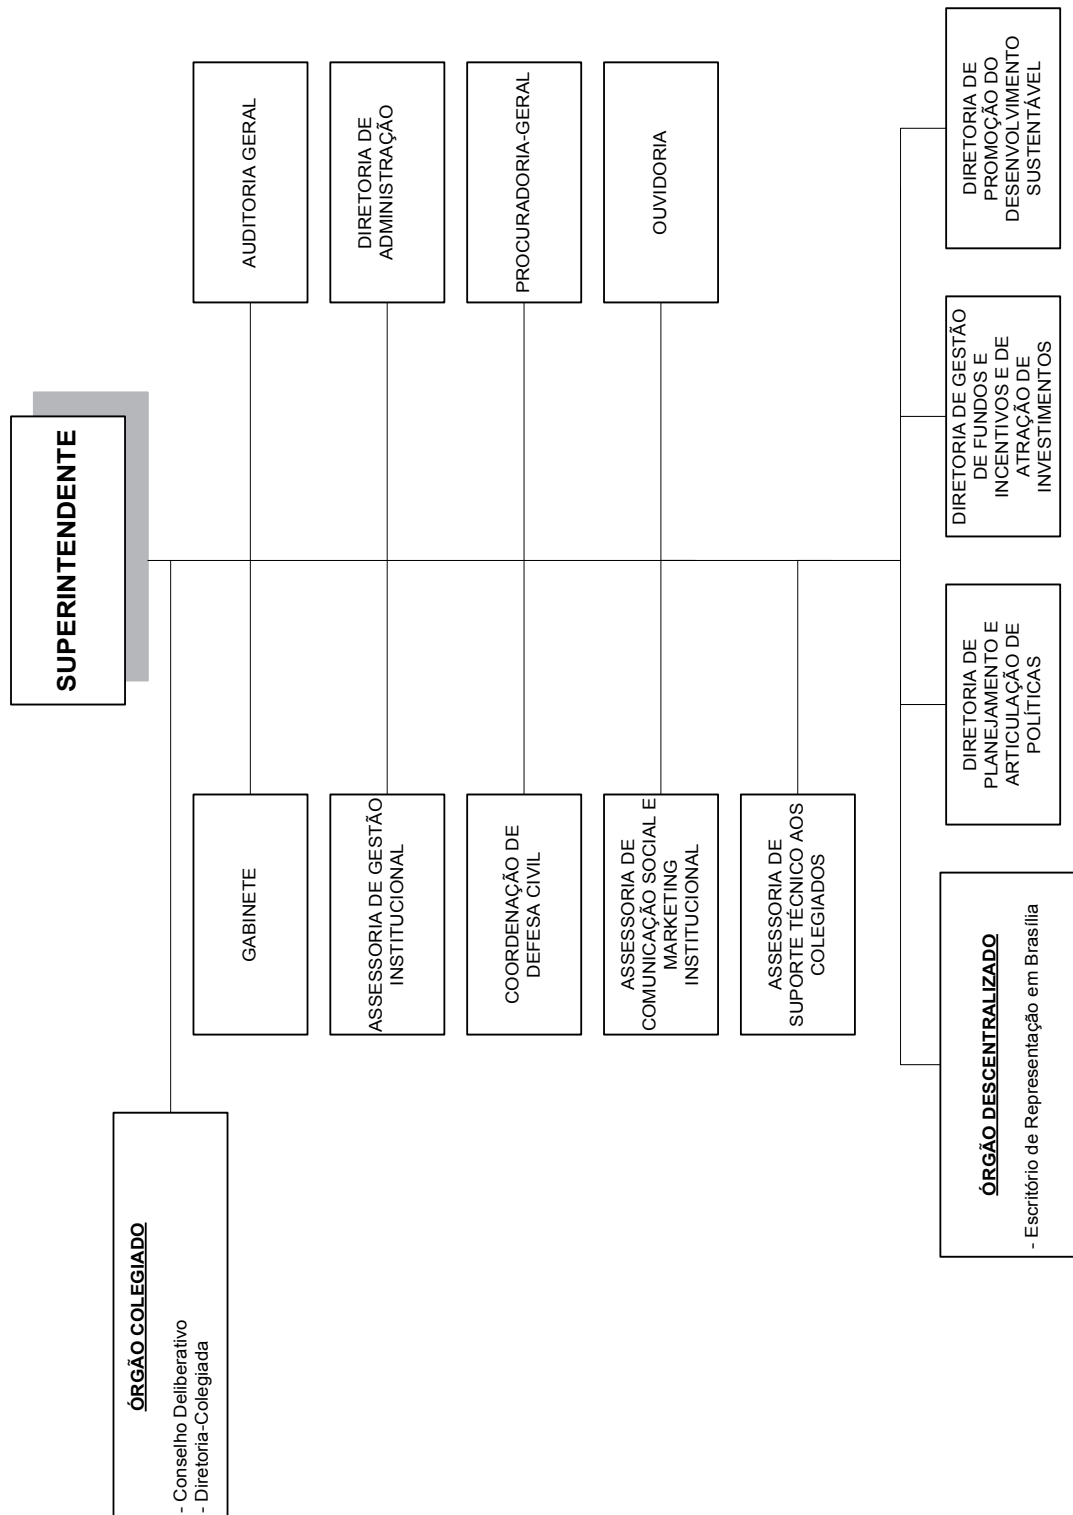 SUPERINTENDENTE
ÓRGÃO COLEGIADO
- Conselho Deliberativo
- Diretoria-Colegiada
GABINETE
AUDITORIA GERAL
ASSESSORIA DE GESTÃO
INSTITUCIONAL
DIRETORIA DE
ADMINISTRAÇÃO
COORDENAÇÃO DE
DEFESA CIVIL
PROCURADORIA-GERAL
ASSESSORIA DE
COMUNICAÇÃO SOCIAL E
MARKETING
INSTITUCIONAL
OUVIDORIA
ASSESSORIA DE
SUPORTE TÉCNICO AOS
COLEGIADOS
ÓRGÃO DESCENTRALIZADO
- Escritório de Representação em Brasília
DIRETORIA DE
PLANEJAMENTO E
ARTICULAÇÃO DE
POLÍTICAS
DIRETORIA DE GESTÃO
DE FUNDOS E
INCENTIVOS E DE
ATRAÇÃO DE
INVESTIMENTOS
DIRETORIA DE
PROMOÇÃO DO
DESENVOLVIMENTO
SUSTENTÁVEL